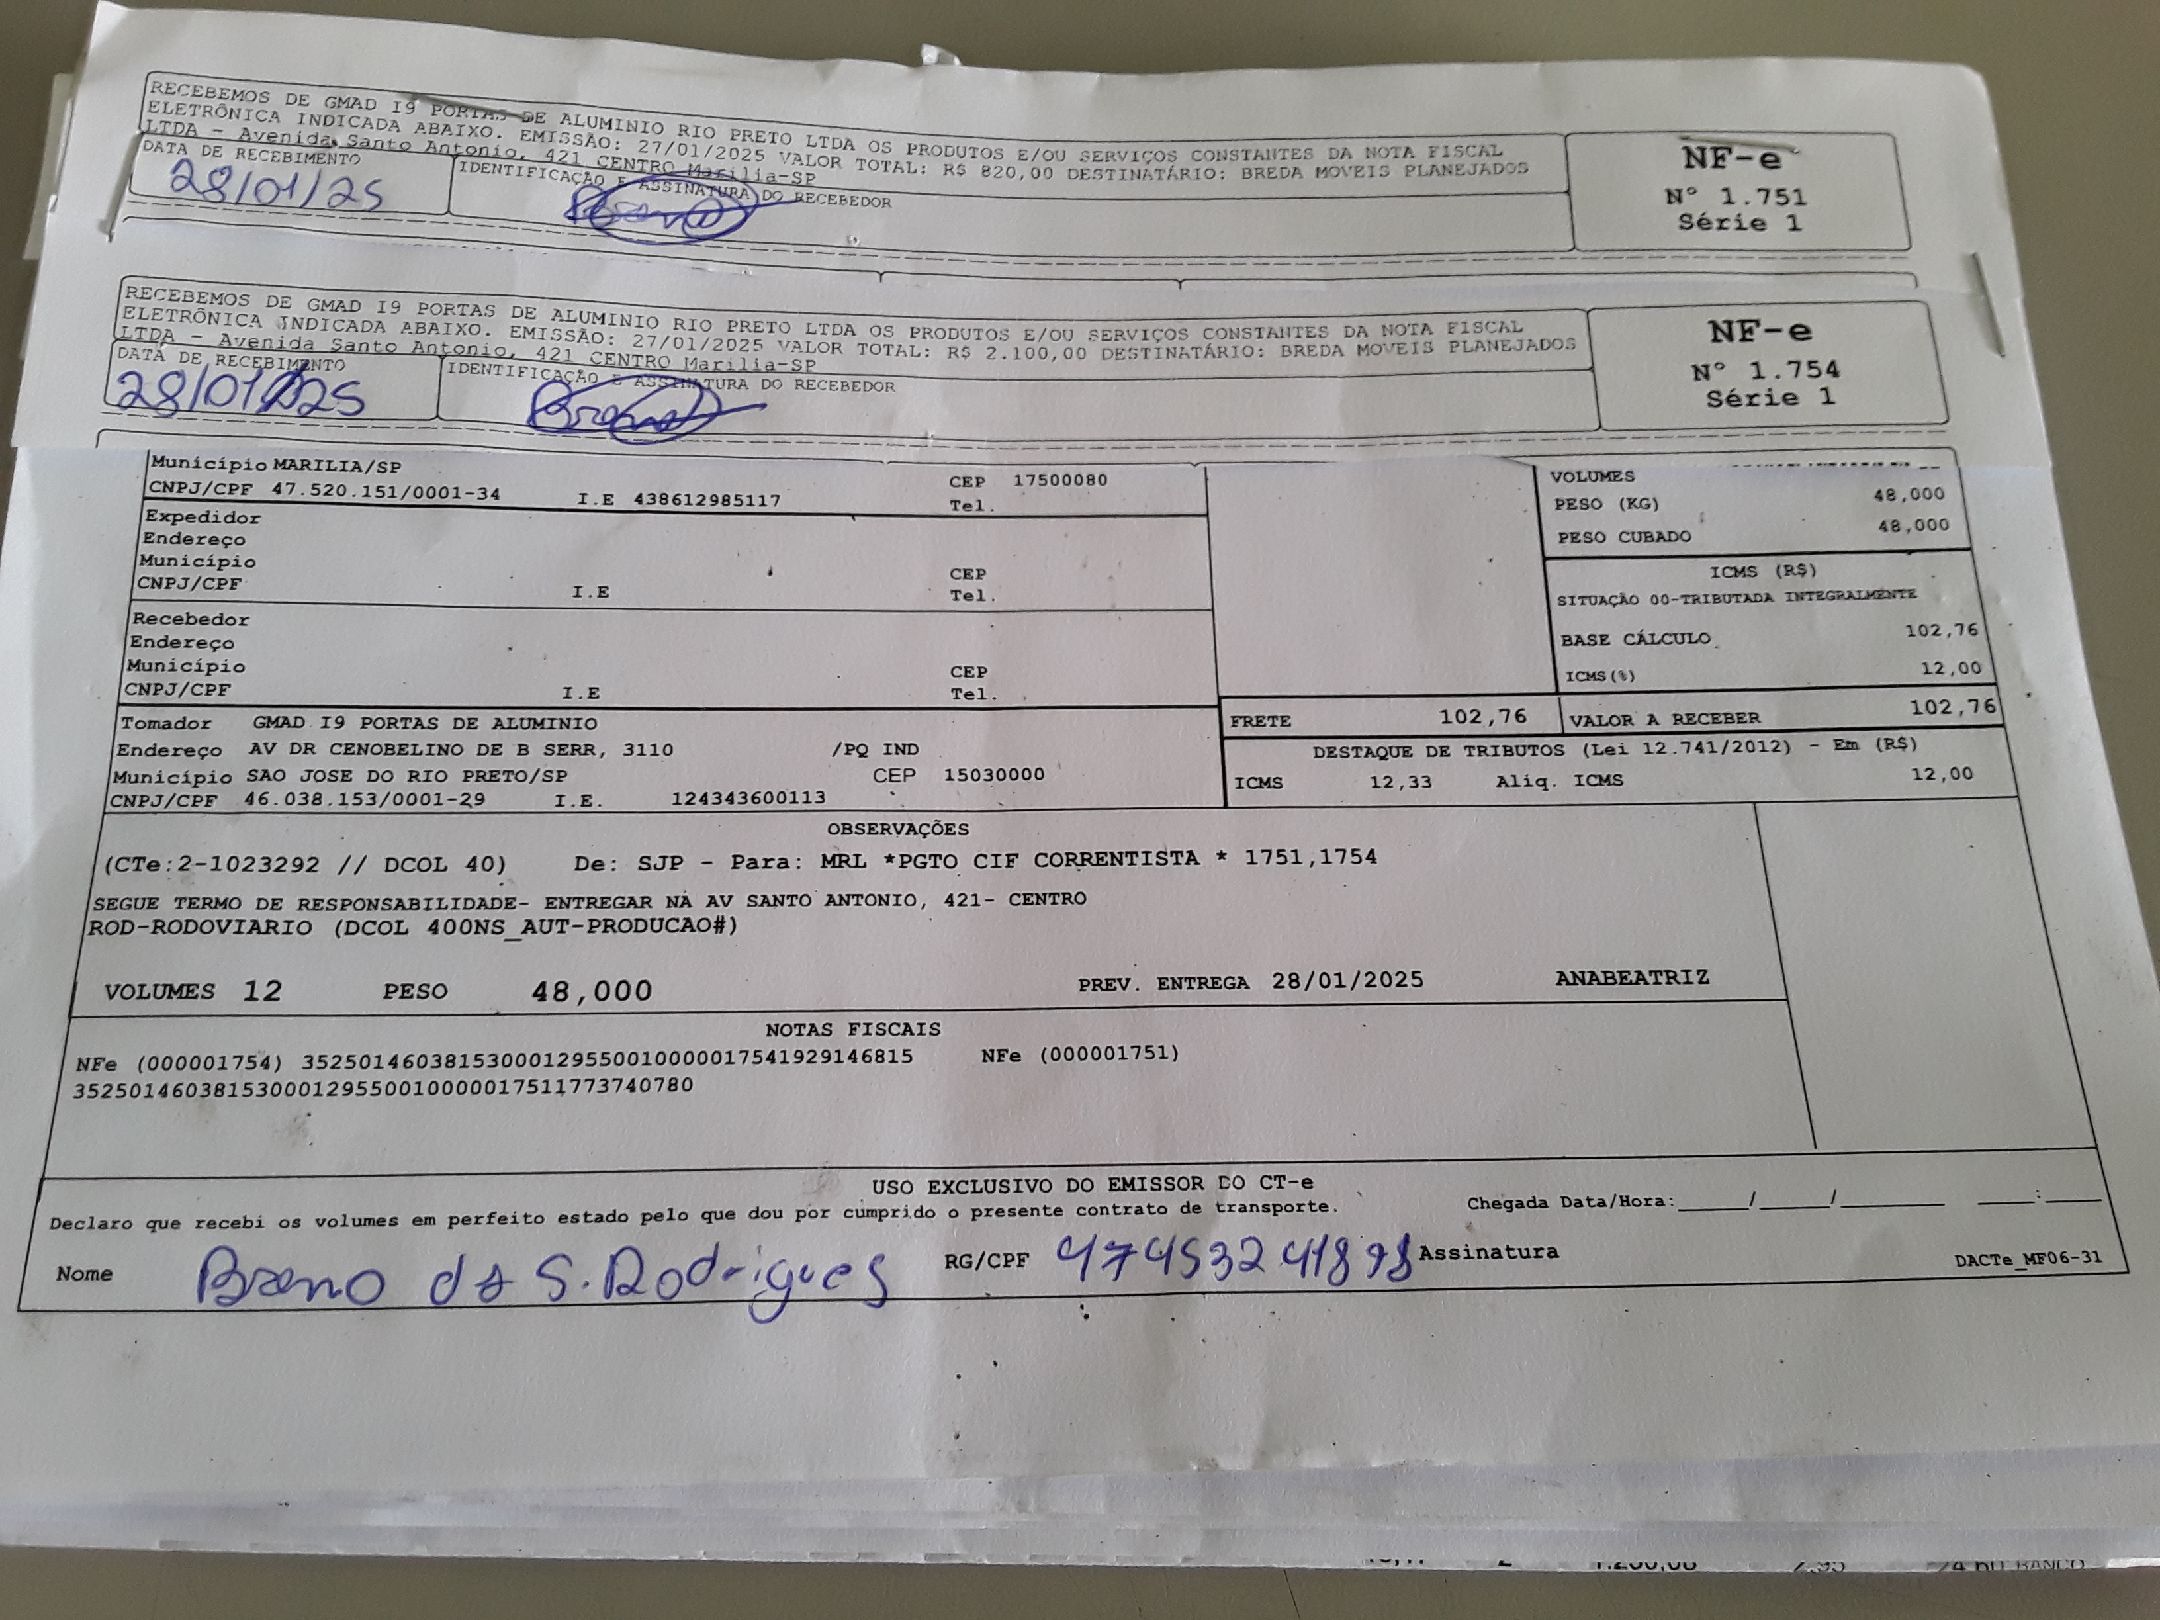 RECEBEMOS DE GMAD I9 PORTAS DE ALUMINIO RIO PRETO LTDA OS PRODUTOS E/OU SERVIÇOS CONSTANTES DA NOTA FISCAL
ELETRÔNICA INDICADA ABAIXO. EMISSÃO: 27/01/2025 VALOR TOTAL: R$ 820,00 DESTINATÁRIO: BREDA MOVEIS PLANEJADOS
LTDA - Avenida Santo Antonio, 421 CENTRO Marilia-SP
DATA DE RECEBIMENTO
IDENTIFICAÇÃO E ASSINATURA DO RECEBEDOR
28/01/25
Breno
NF-e
Nº 1.751
Série 1
RECEBEMOS DE GMAD I9 PORTAS DE ALUMINIO RIO PRETO LTDA OS PRODUTOS E/OU SERVIÇOS CONSTANTES DA NOTA FISCAL
ELETRÔNICA INDICADA ABAIXO. EMISSÃO: 27/01/2025 VALOR TOTAL: R$ 2.100,00 DESTINATÁRIO: BREDA MOVEIS PLANEJADOS
LTDA - Avenida Santo Antonio, 421 CENTRO Marilia-SP
DATA DE RECEBIMENTO
IDENTIFICAÇÃO E ASSINATURA DO RECEBEDOR
28/01/25
Breno
NF-e
Nº 1.754
Série 1
Município MARILIA/SP CEP 17500080
CNPJ/CPF 47.520.151/0001-34 I.E 438612985117 Tel.
Expedidor
Endereço
Município CEP
CNPJ/CPF I.E Tel.
Recebedor
Endereço
Município CEP
CNPJ/CPF I.E Tel.
Tomador GMAD I9 PORTAS DE ALUMINIO
Endereço AV DR CENOBELINO DE B SERR, 3110 /PQ IND
Município SAO JOSE DO RIO PRETO/SP CEP 15030000
CNPJ/CPF 46.038.153/0001-29 I.E. 124343600113
VOLUMES
PESO (KG) 48,000
PESO CUBADO 48,000
ICMS (R$)
SITUAÇÃO 00-TRIBUTADA INTEGRALMENTE
BASE CÁLCULO 102,76
ICMS(%) 12,00
FRETE 102,76 VALOR A RECEBER 102,76
DESTAQUE DE TRIBUTOS (Lei 12.741/2012) - Em (R$)
ICMS 12,33 Aliq. ICMS 12,00
OBSERVAÇÕES
(CTe:2-1023292 // DCOL 40) De: SJP - Para: MRL *PGTO CIF CORRENTISTA * 1751,1754
SEGUE TERMO DE RESPONSABILIDADE- ENTREGAR NA AV SANTO ANTONIO, 421- CENTRO
ROD-RODOVIARIO (DCOL 400NS_AUT-PRODUCAO#)
VOLUMES 12 PESO 48,000 PREV. ENTREGA 28/01/2025 ANABEATRIZ
NOTAS FISCAIS
NFe (000001754) 35250146038153000129550010000017541929146815 NFe (000001751)
35250146038153000129550010000017511773740780
USO EXCLUSIVO DO EMISSOR DO CT-e
Declaro que recebi os volumes em perfeito estado pelo que dou por cumprido o presente contrato de transporte. Chegada Data/Hora:_____/_____/_______ ____:____
Nome Breno da S. Rodrigues RG/CPF 47453241898 Assinatura
DACTe_MF06-31